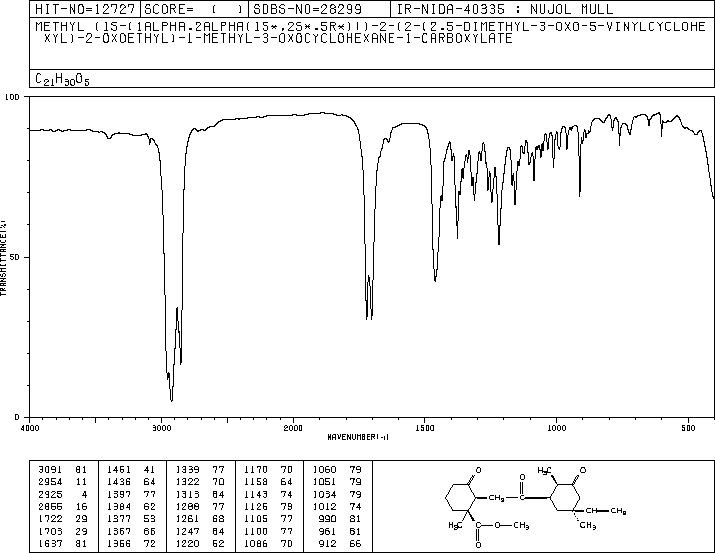 HIT-NO=12727 SCORE= ( ) SDBS-NO=28299 IR-NIDA-40335 : NUJOL MULL
METHYL (1S-(1ALPHA.2ALPHA(1S*,2S*.5R*)))-2-(2-(2.5-DIMETHYL-3-OXO-5-VINYLCYCLOHE
XYL)-2-OXOETHYL)-1-METHYL-3-OXOCYCLOHEXANE-1-CARBOXYLATE
C21H30O5
100
50
0
TRANSMITTANCE(%)
4000 3000 2000 1500 1000 500
WAVENUMBER(-1)
3091 81 1461 41 1339 77 1170 70 1060 79
2954 11 1436 64 1322 70 1158 64 1051 79
2925 4 1397 77 1313 64 1143 74 1034 79
2855 16 1384 62 1288 77 1126 79 1012 74
1722 29 1377 53 1261 68 1105 77 990 81
1703 29 1367 66 1247 64 1100 77 961 81
1637 81 1356 72 1220 52 1086 70 912 66
O O H3C O
CH2 C CH=CH2
H3C C-O-CH3 CH3
O